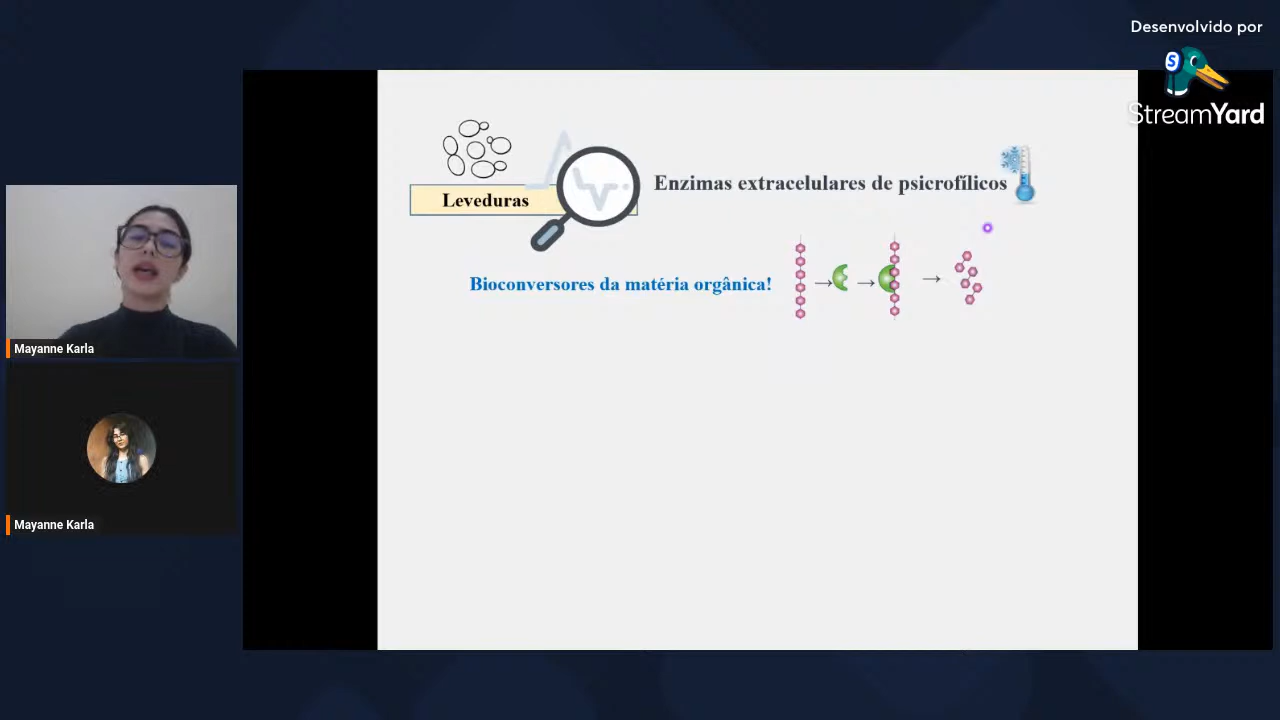 Desenvolvido por
S
StreamYard
Leveduras
Enzimas extracelulares de psicrofílicos
Bioconversores da matéria orgânica!
Mayanne Karla
Mayanne Karla